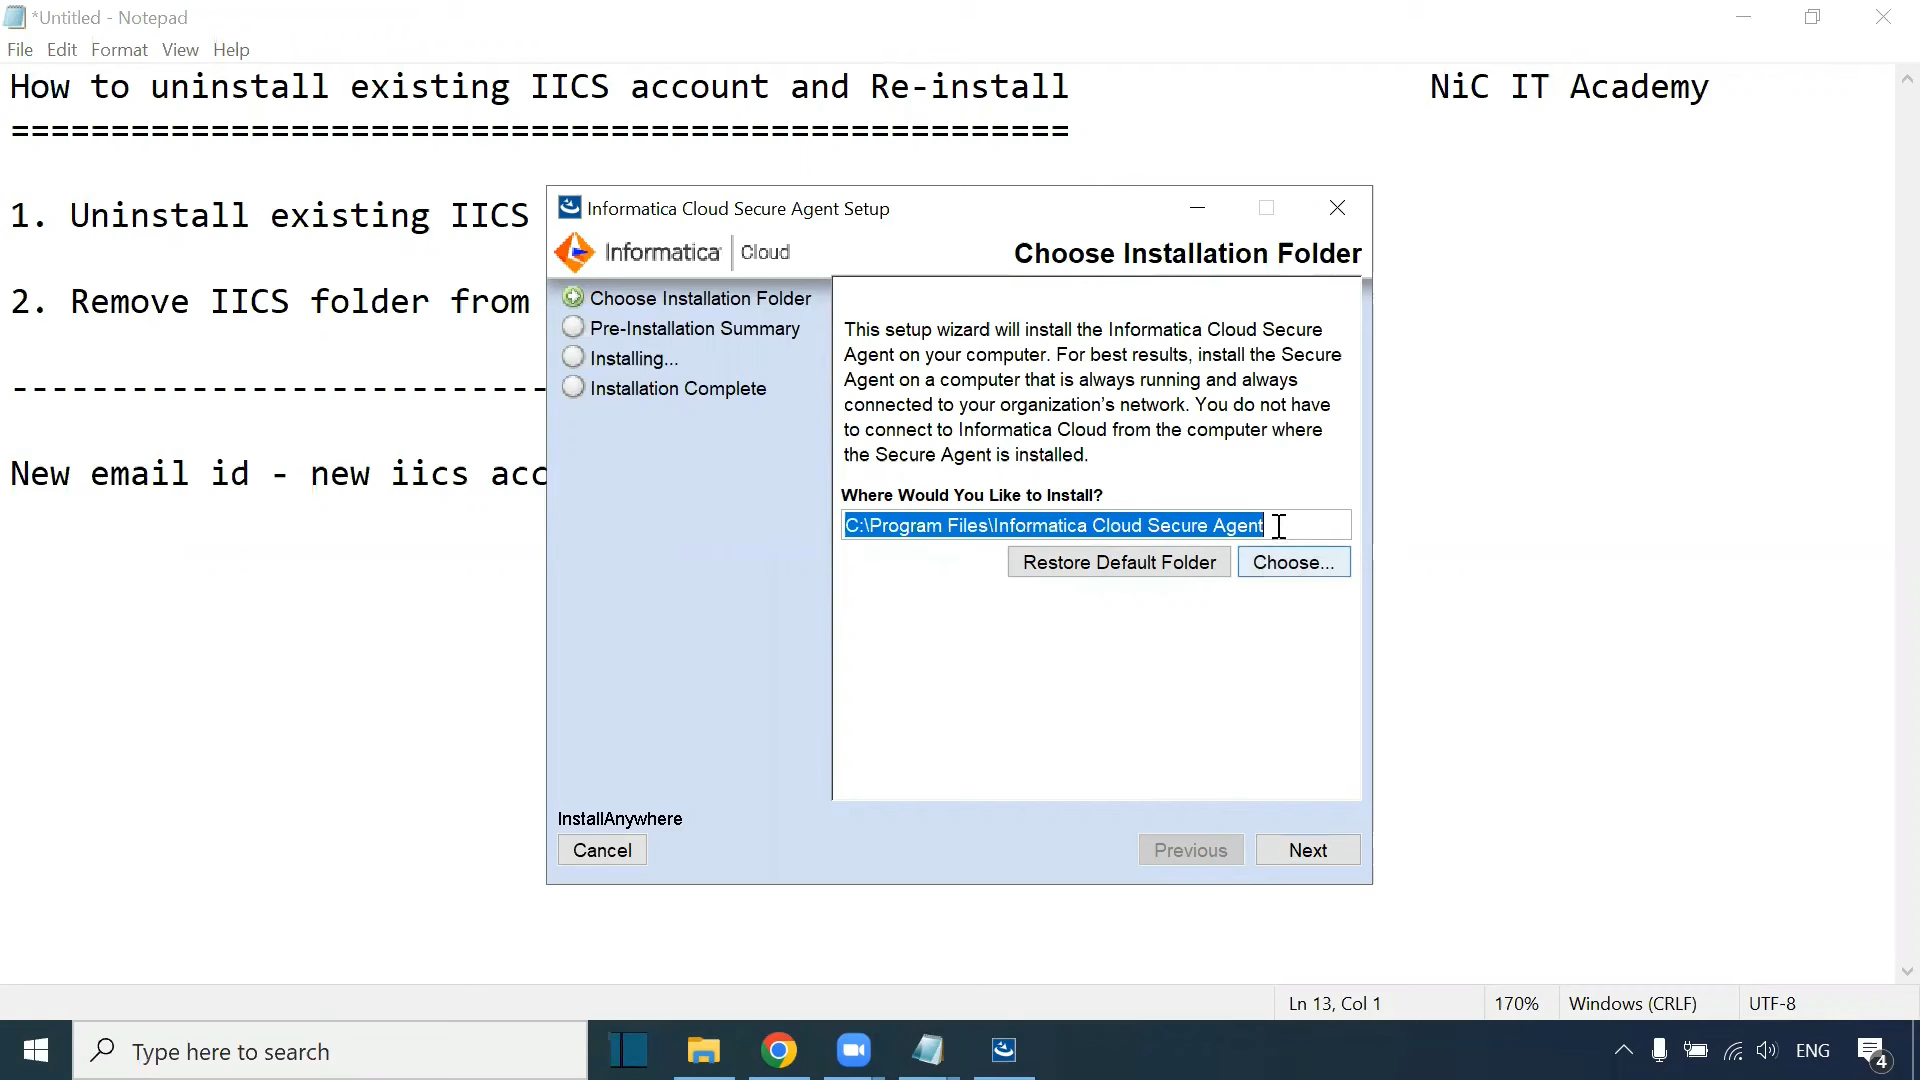 *Untitled - Notepad
File Edit Format View Help
How to uninstall existing IICS account and Re-install NiC IT Academy
=====================================================
1. Uninstall existing IICS
2. Remove IICS folder from
---------------------------
New email id - new iics acc
Informatica Cloud Secure Agent Setup
Informatica Cloud
Choose Installation Folder
Choose Installation Folder
Pre-Installation Summary
Installing...
Installation Complete
This setup wizard will install the Informatica Cloud Secure
Agent on your computer. For best results, install the Secure
Agent on a computer that is always running and always
connected to your organization's network. You do not have
to connect to Informatica Cloud from the computer where
the Secure Agent is installed.
Where Would You Like to Install?
C:\Program Files\Informatica Cloud Secure Agent
Restore Default Folder Choose...
InstallAnywhere
Cancel Previous Next
Ln 13, Col 1 170% Windows (CRLF) UTF-8
Type here to search ENG 4